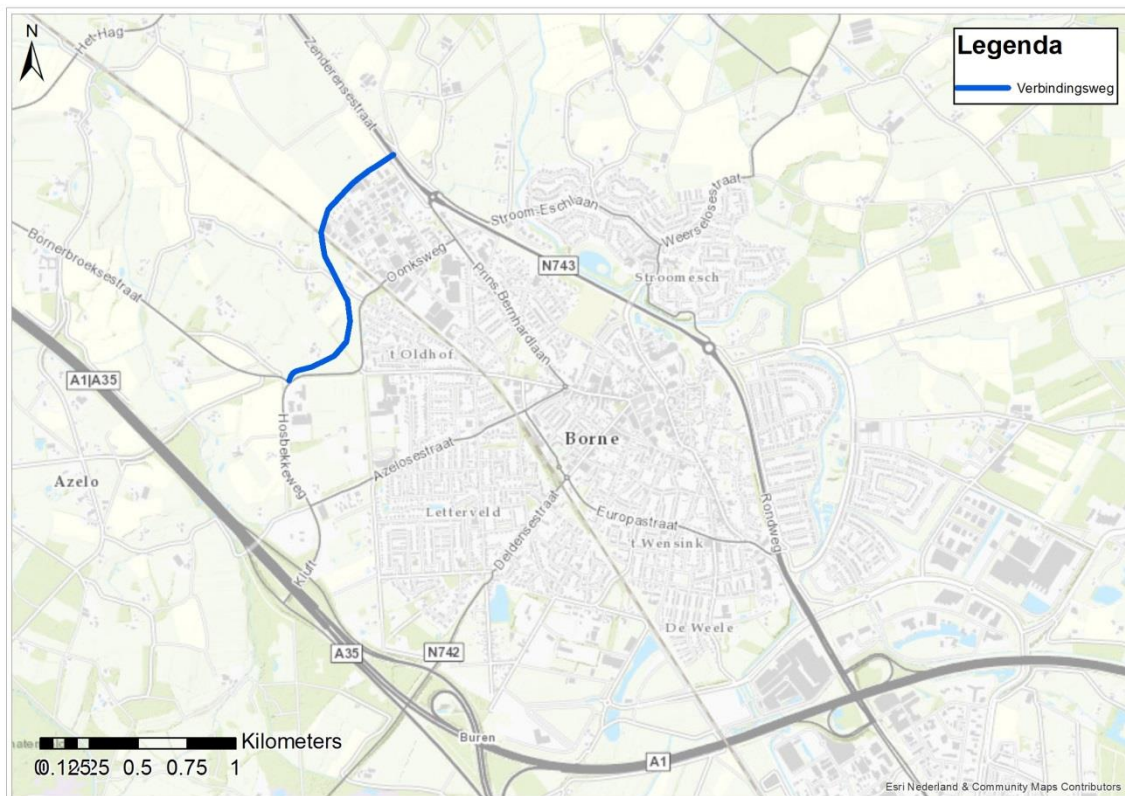 N
Legenda
Verbindingsweg
Het-Hag
Zenderensestraat
Bornerbroeksestraat
Stroom-Eschlaan
Weerselosestraat
Oonksweg
N743
Stroomesch
Prins-Bernhardlaan
t Oldhof
A1|A35
Hosbekkeweg
Azelosestraat
Borne
Azelo
Letterveld
Deldensestraat
Europastraat
t Wensink
Rondweg
Kluft
De Weele
A35
N742
Buren
A1
Kilometers
0 0.5 0.75 1
Esri Nederland & Community Maps Contributors